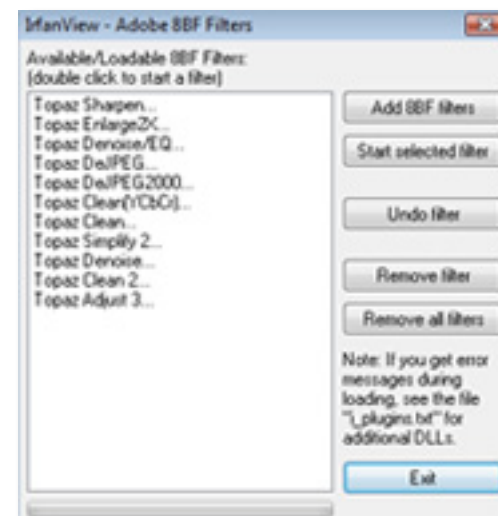 IrfanView - Adobe 8BF Filters
Available/Loadable 8BF Filters:
(double click to start a filter)
Topaz Sharpen...
Topaz Enlarge2X...
Topaz Denoise/EQ...
Topaz DeJPEG...
Topaz DeJPEG2000...
Topaz Clean(YCbCr)...
Topaz Clean...
Topaz Simplify 2...
Topaz Denoise...
Topaz Clean 2...
Topaz Adjust 3...
Add 8BF filters
Start selected filter
Undo filter
Remove filter
Remove all filters
Note: If you get error
messages during
loading, see the file
"i_plugins.txt" for
additional DLLs.
Exit